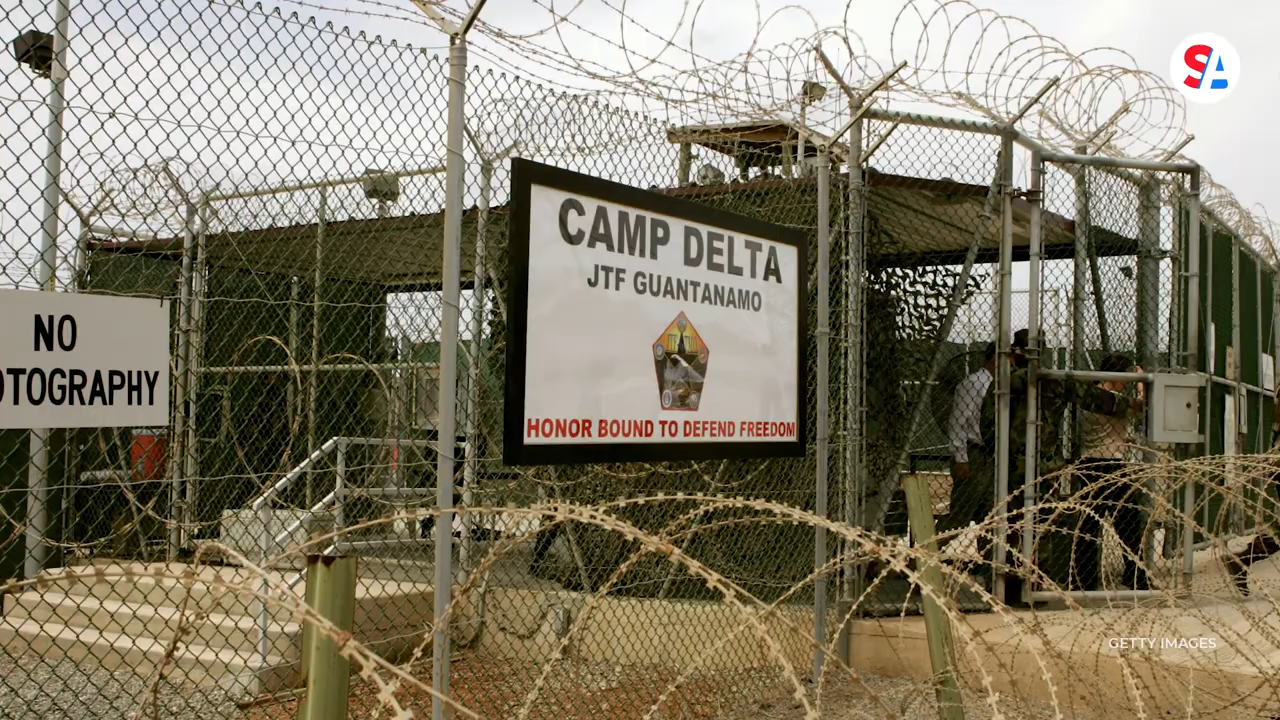 SA
CAMP DELTA
JTF GUANTANAMO
HONOR BOUND TO DEFEND FREEDOM
NO
OTOGRAPHY
GETTY IMAGES